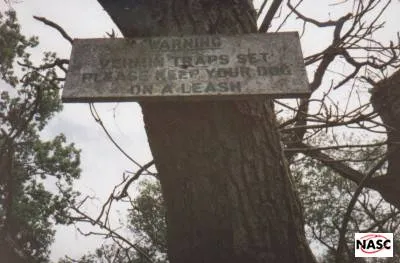 WARNING
VERMIN TRAPS SET
PLEASE KEEP YOUR DOG
ON A LEASH
NASC